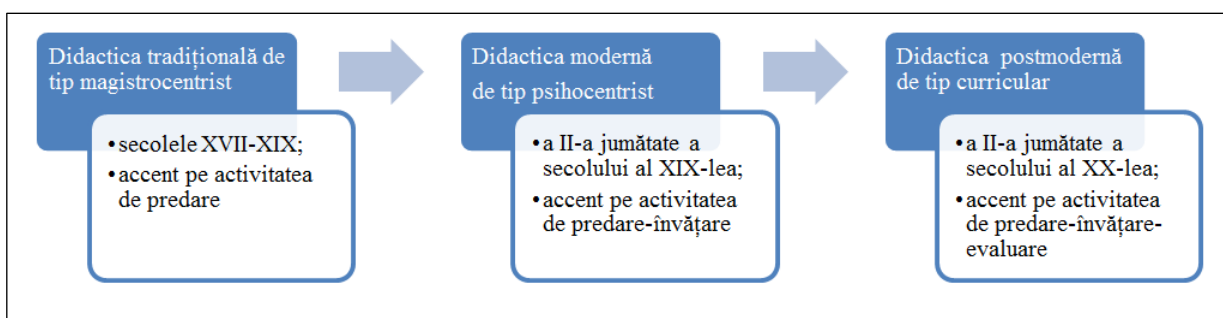 Didactica tradițională de
tip magistrocentrist
•secolele XVII-XIX;
•accent pe activitatea
de predare
Didactica modernă
de tip psihocentrist
•a II-a jumătate a
secolului al XIX-lea;
•accent pe activitatea
de predare-învățare
Didactica postmodernă
de tip curricular
•a II-a jumătate a
secolului al XX-lea;
•accent pe activitatea
de predare-învățare-
evaluare